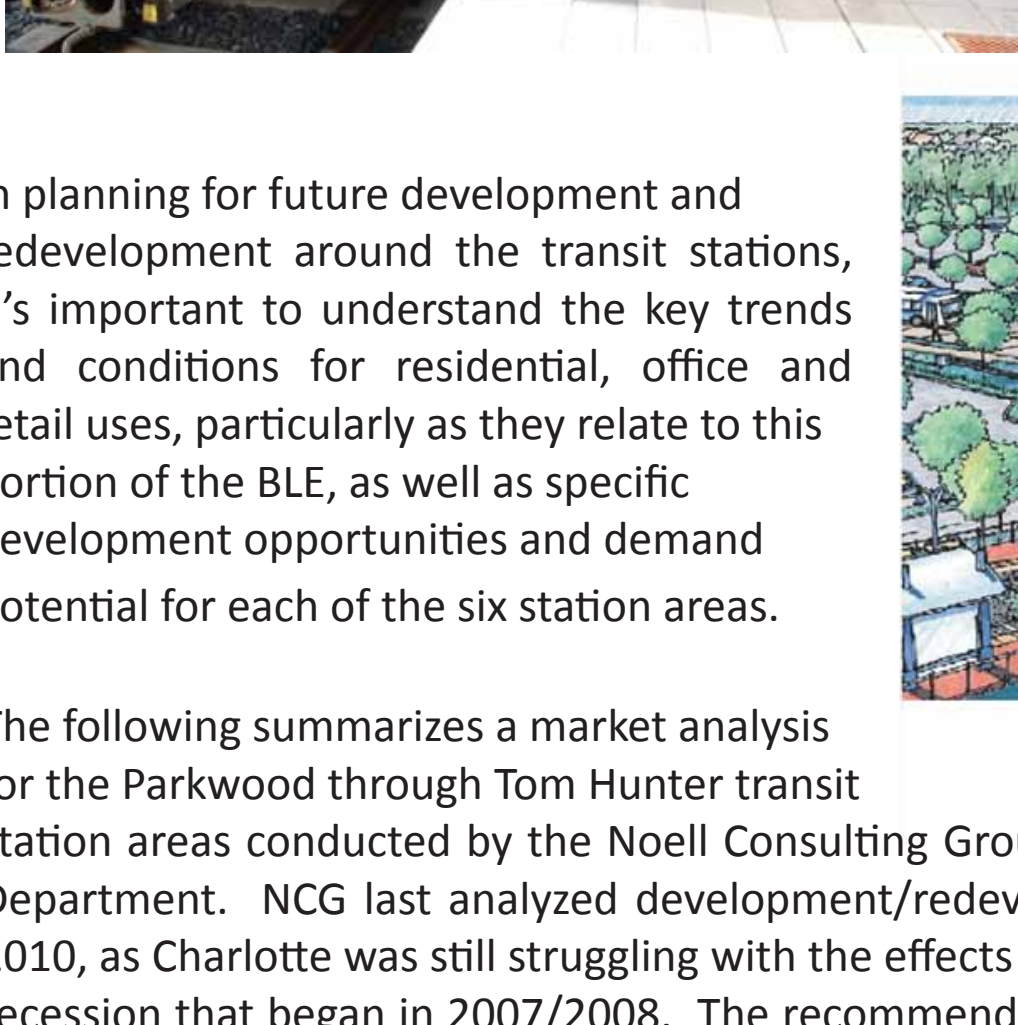 n planning for future development and
edevelopment around the transit stations,
's important to understand the key trends
nd conditions for residential, office and
etail uses, particularly as they relate to this
ortion of the BLE, as well as specific
evelopment opportunities and demand
otential for each of the six station areas.
The following summarizes a market analysis
or the Parkwood through Tom Hunter transit
tation areas conducted by the Noell Consulting Grou
Department. NCG last analyzed development/redev
010, as Charlotte was still struggling with the effects
ecession that began in 2007/2008. The recommend